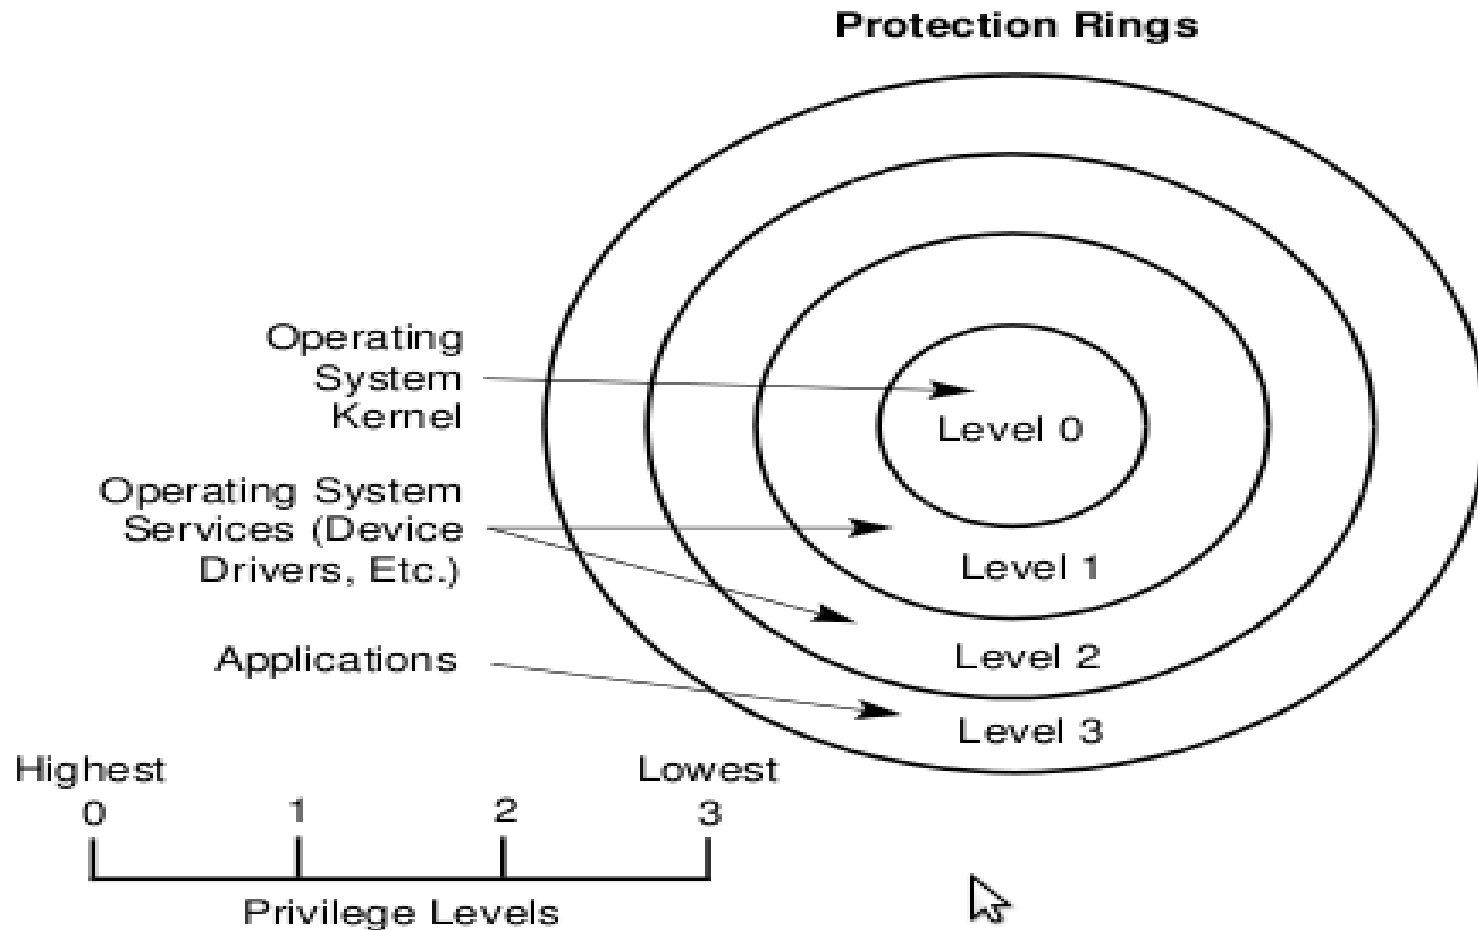 Protection Rings
Operating
System
Kernel
Level 0
Operating System
Services (Device
Drivers, Etc.)
Level 1
Applications
Level 2
Level 3
Highest
Lowest
0
1
2
3
Privilege Levels